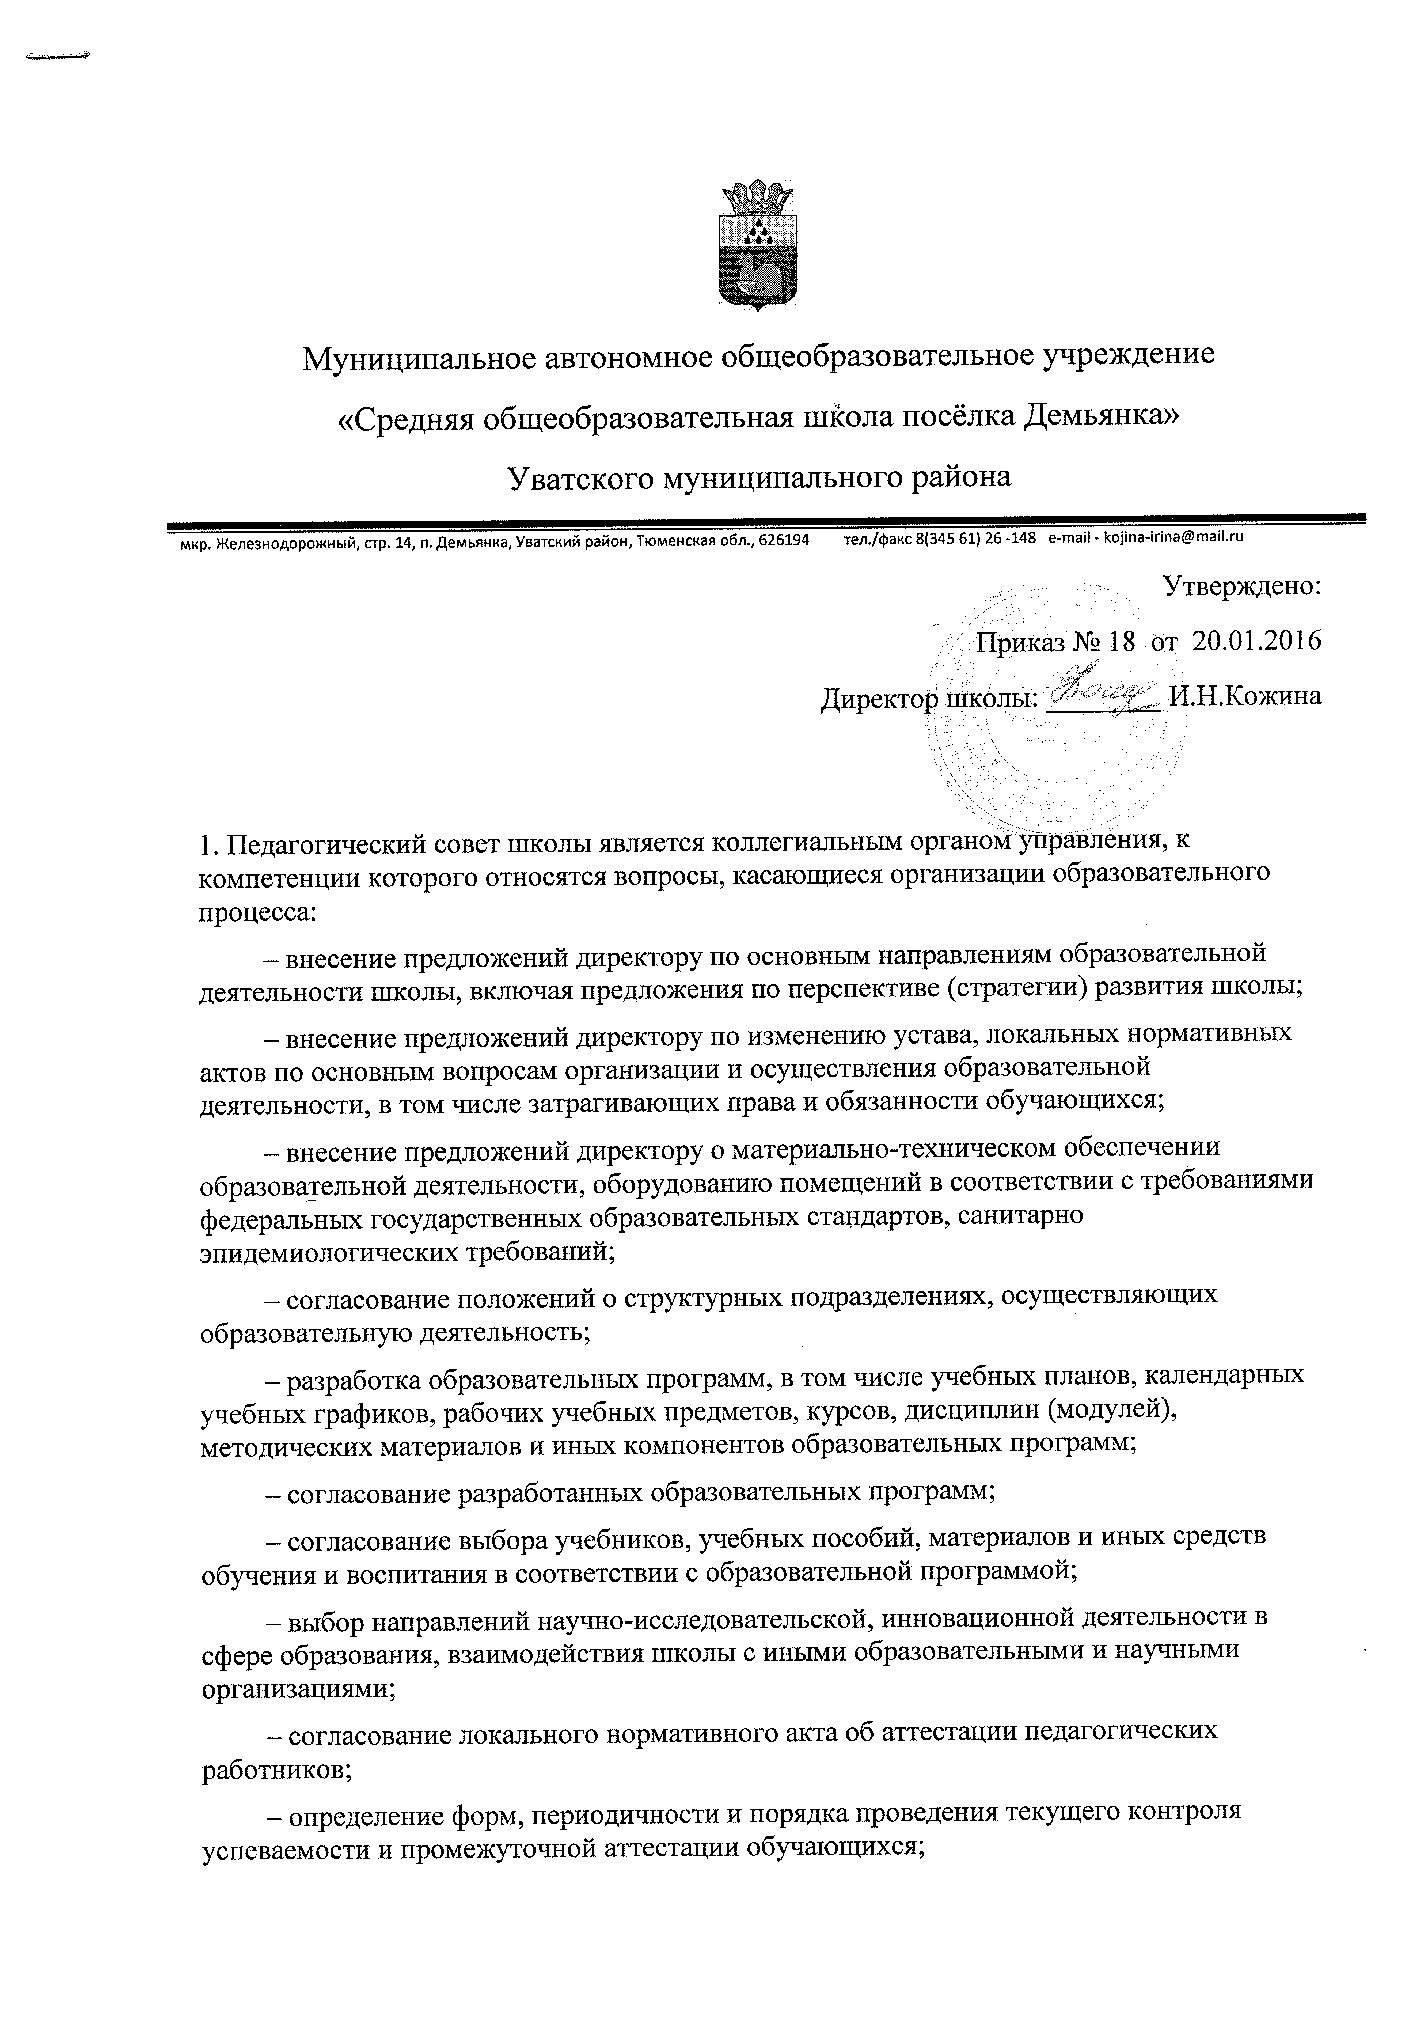 Муниципальное автономное общеобразовательное учреждение
«Средняя общеобразовательная школа посёлка Демьянка»
Уватского муниципального района
мкр. Железнодорожный, стр. 14, п. Демьянка, Уватский район, Тюменская обл., 626194 тел./факс 8(345 61) 26 -148 e-mail - kojina-irina@mail.ru
Утверждено:
Приказ № 18 от 20.01.2016
Директор школы: И.Н.Кожина
1. Педагогический совет школы является коллегиальным органом управления, к
компетенции которого относятся вопросы, касающиеся организации образовательного
процесса:
– внесение предложений директору по основным направлениям образовательной
деятельности школы, включая предложения по перспективе (стратегии) развития школы;
– внесение предложений директору по изменению устава, локальных нормативных
актов по основным вопросам организации и осуществления образовательной
деятельности, в том числе затрагивающих права и обязанности обучающихся;
– внесение предложений директору о материально-техническом обеспечении
образовательной деятельности, оборудованию помещений в соответствии с требованиями
федеральных государственных образовательных стандартов, санитарно
эпидемиологических требований;
– согласование положений о структурных подразделениях, осуществляющих
образовательную деятельность;
– разработка образовательных программ, в том числе учебных планов, календарных
учебных графиков, рабочих учебных предметов, курсов, дисциплин (модулей),
методических материалов и иных компонентов образовательных программ;
– согласование разработанных образовательных программ;
– согласование выбора учебников, учебных пособий, материалов и иных средств
обучения и воспитания в соответствии с образовательной программой;
– выбор направлений научно-исследовательской, инновационной деятельности в
сфере образования, взаимодействия школы с иными образовательными и научными
организациями;
– согласование локального нормативного акта об аттестации педагогических
работников;
– определение форм, периодичности и порядка проведения текущего контроля
успеваемости и промежуточной аттестации обучающихся;